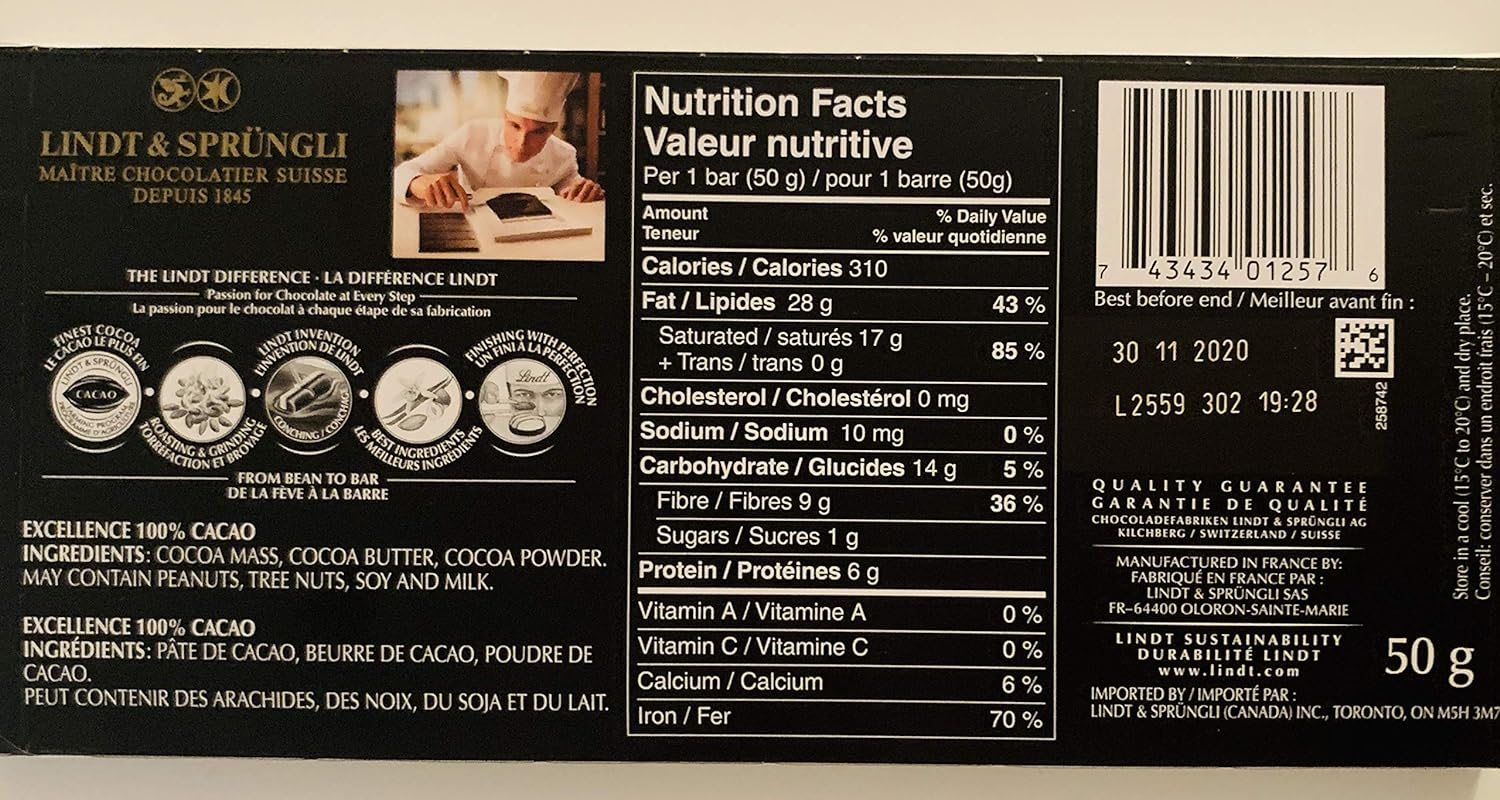 LINDT & SPRÜNGLI
MAÎTRE CHOCOLATIER SUISSE
DEPUIS 1845
THE LINDT DIFFERENCE · LA DIFFÉRENCE LINDT
Passion for Chocolate at Every Step
La passion pour le chocolat à chaque étape de sa fabrication
FINEST COCOA
LE CACAO LE PLUS FIN
LINDT & SPRÜNGLI
CACAO
FARMING PROGRAM
ROASTING & GRINDING
TORRÉFACTION ET BROYAGE
LINDT INVENTION
INVENTION DE LINDT
CONCHING / CONCHAGE
BEST INGREDIENTS
LES MEILLEURS INGRÉDIENTS
FINISHING WITH PERFECTION
UN FINI À LA PERFECTION
Lindt
FROM BEAN TO BAR
DE LA FÈVE À LA BARRE
EXCELLENCE 100% CACAO
INGREDIENTS: COCOA MASS, COCOA BUTTER, COCOA POWDER.
MAY CONTAIN PEANUTS, TREE NUTS, SOY AND MILK.
EXCELLENCE 100% CACAO
INGRÉDIENTS: PÂTE DE CACAO, BEURRE DE CACAO, POUDRE DE
CACAO.
PEUT CONTENIR DES ARACHIDES, DES NOIX, DU SOJA ET DU LAIT.
Nutrition Facts
Valeur nutritive
Per 1 bar (50 g) / pour 1 barre (50g)
Amount % Daily Value
Teneur % valeur quotidienne
Calories / Calories 310
Fat / Lipides 28 g 43 %
Saturated / saturés 17 g
+ Trans / trans 0 g 85 %
Cholesterol / Cholestérol 0 mg
Sodium / Sodium 10 mg 0 %
Carbohydrate / Glucides 14 g 5 %
Fibre / Fibres 9 g 36 %
Sugars / Sucres 1 g
Protein / Protéines 6 g
Vitamin A / Vitamine A 0 %
Vitamin C / Vitamine C 0 %
Calcium / Calcium 6 %
Iron / Fer 70 %
7 43434 01257 6
Best before end / Meilleur avant fin :
30 11 2020
L2559 302 19:28
258742
QUALITY GUARANTEE
GARANTIE DE QUALITÉ
CHOCOLADEFABRIKEN LINDT & SPRÜNGLI AG
KILCHBERG / SWITZERLAND / SUISSE
MANUFACTURED IN FRANCE BY:
FABRIQUÉ EN FRANCE PAR :
LINDT & SPRÜNGLI SAS
FR–64400 OLORON-SAINTE-MARIE
LINDT SUSTAINABILITY
DURABILITÉ LINDT
www.lindt.com
50 g
IMPORTED BY / IMPORTÉ PAR :
LINDT & SPRÜNGLI (CANADA) INC., TORONTO, ON M5H 3M7
Store in a cool (15°C to 20°C) and dry place.
Conseil: conserver dans un endroit frais (15°C – 20°C) et sec.